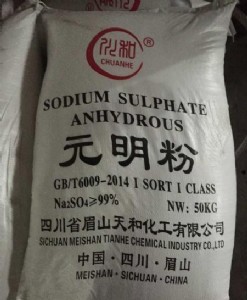 川和®
CHUANHE
SODIUM SULPHATE
ANHYDROUS
元明粉
GB/T6009-2014 I SORT I CLASS
Na₂SO₄≥99%
NW: 50KG
四川省眉山天和化工有限公司
SICHUAN MEISHAN TIANHE CHEMICAL INDUSTRY CO.,LTD
中国·四川·眉山
MEISHAN·SICHUAN·CHINA